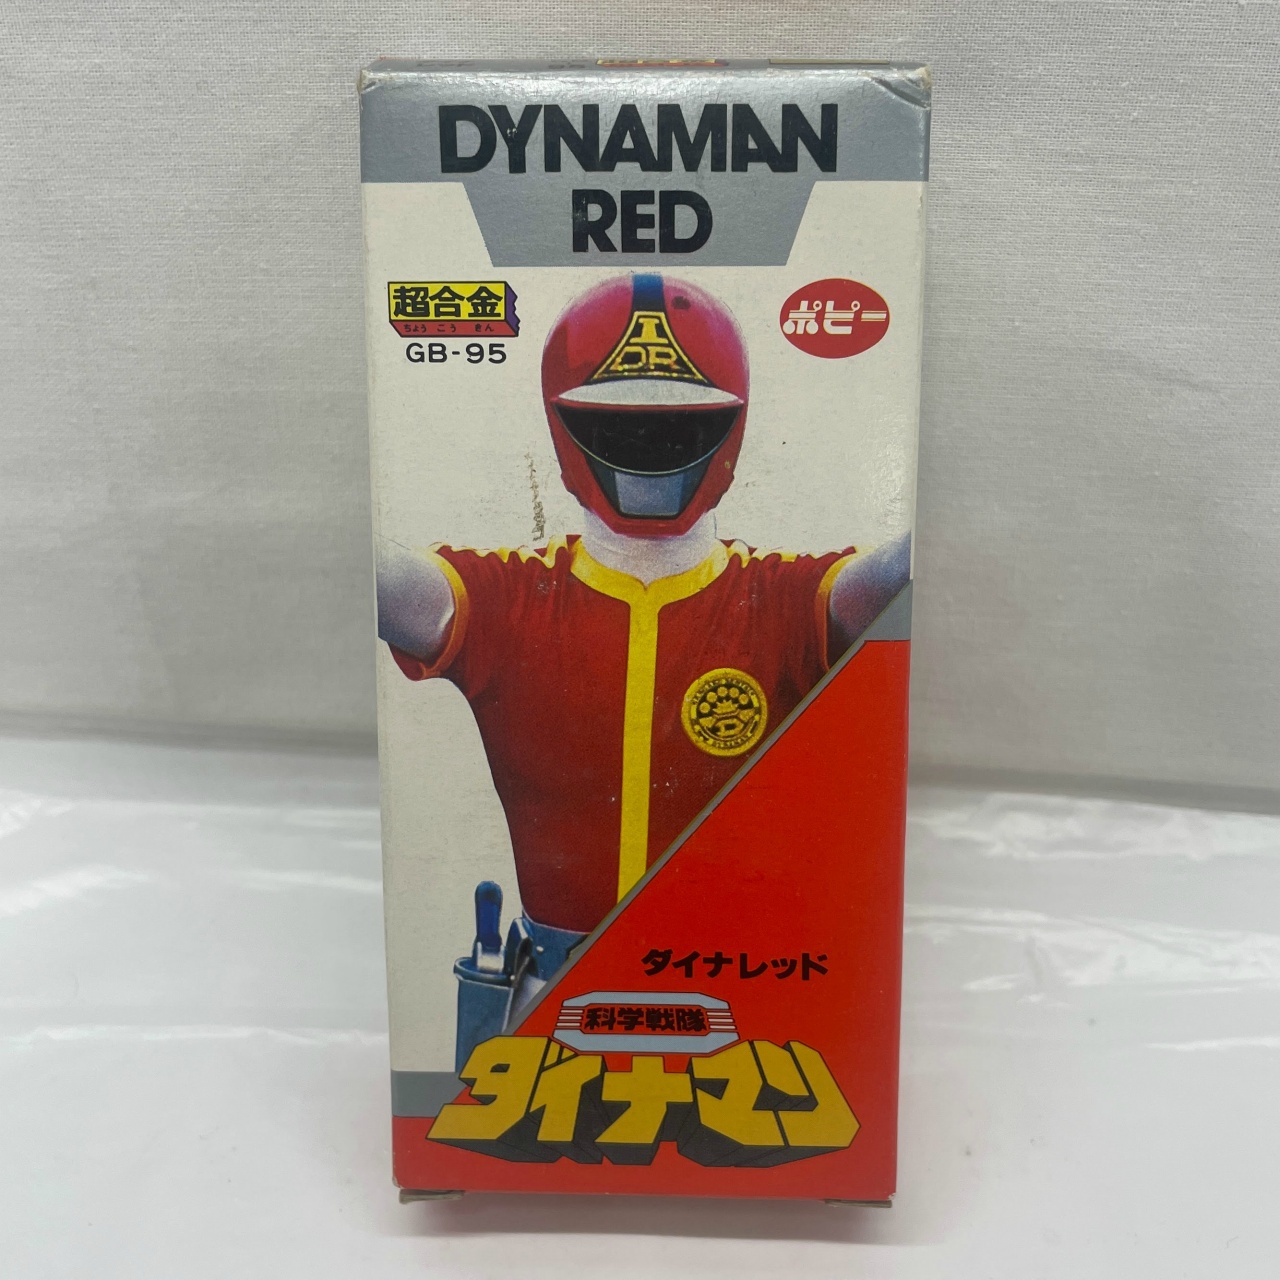 DYNAMAN
RED
超合金
ちょう ごう きん
GB-95
ポピー
I
DR
ダイナレッド
科学戦隊
ダイナマン